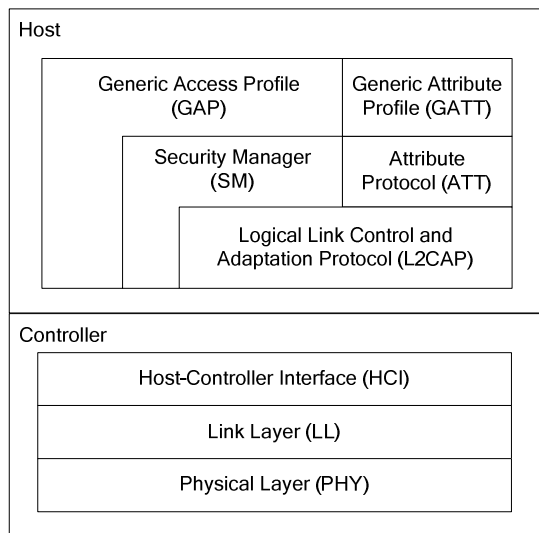 Host
Generic Access Profile
(GAP)
Generic Attribute
Profile (GATT)
Security Manager
(SM)
Attribute
Protocol (ATT)
Logical Link Control and
Adaptation Protocol (L2CAP)
Controller
Host-Controller Interface (HCI)
Link Layer (LL)
Physical Layer (PHY)